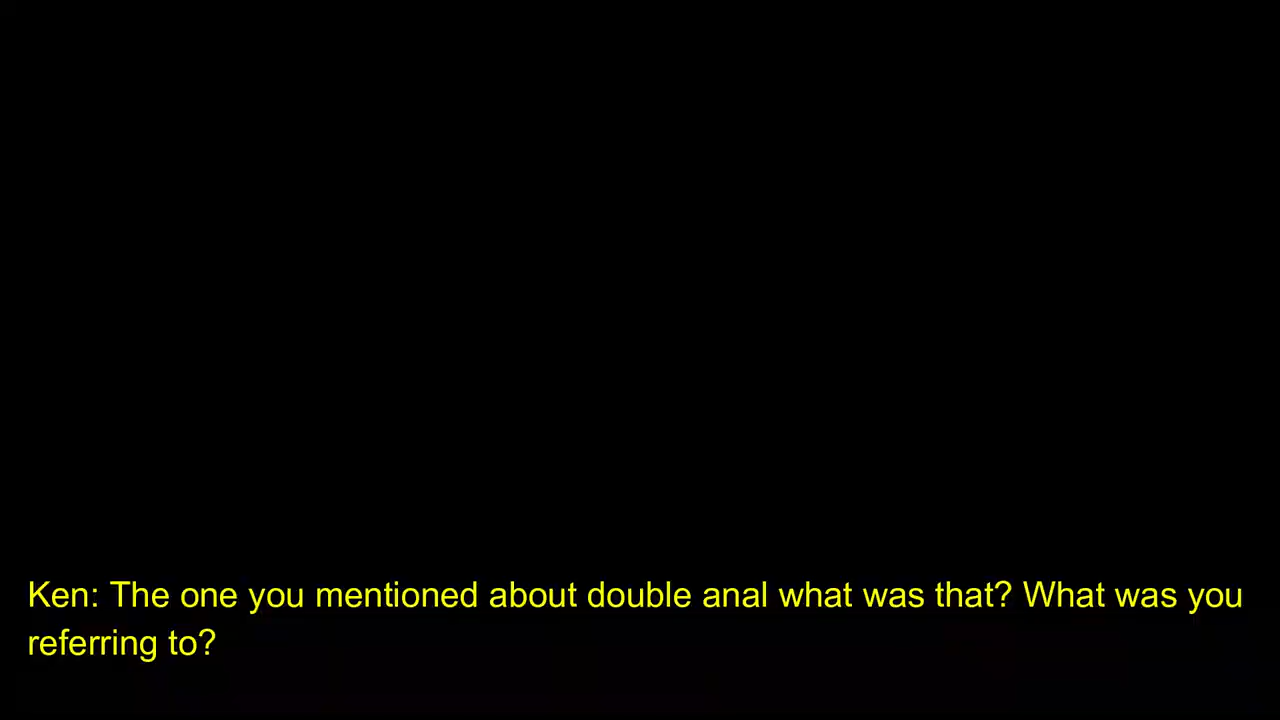 Ken: The one you mentioned about double anal what was that? What was you
referring to?